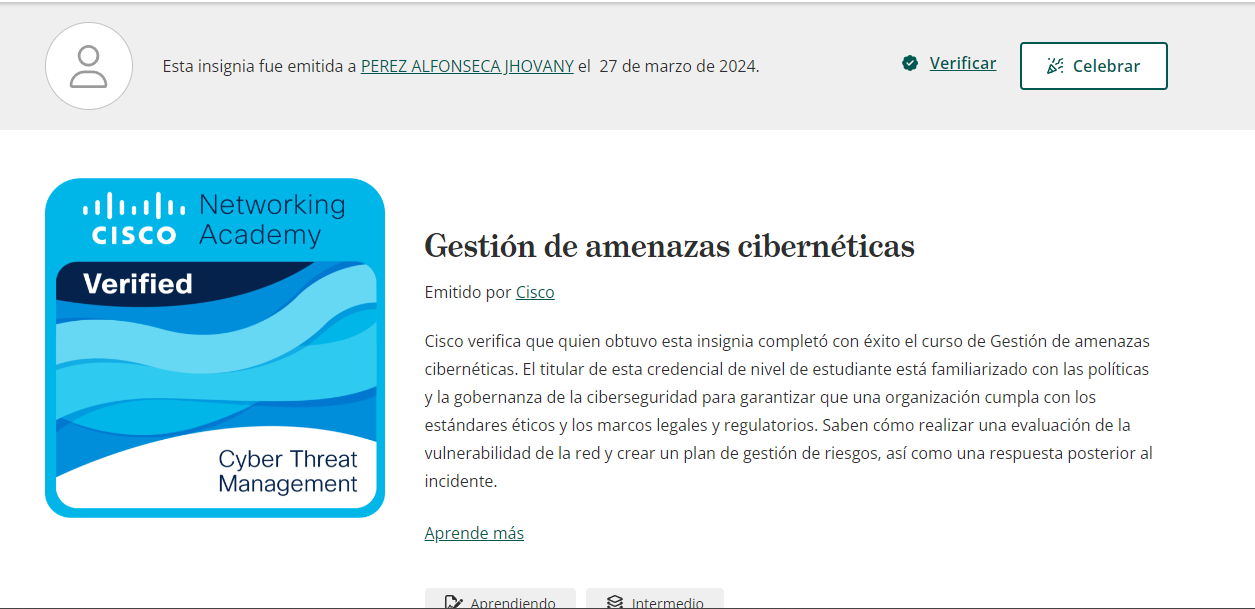 Esta insignia fue emitida a PEREZ ALFONSECA JHOVANY el 27 de marzo de 2024.
Verificar
Celebrar
CISCO
Networking
Academy
Verified
Cyber Threat
Management
Gestión de amenazas cibernéticas
Emitido por Cisco
Cisco verifica que quien obtuvo esta insignia completó con éxito el curso de Gestión de amenazas
cibernéticas. El titular de esta credencial de nivel de estudiante está familiarizado con las políticas
y la gobernanza de la ciberseguridad para garantizar que una organización cumpla con los
estándares éticos y los marcos legales y regulatorios. Saben cómo realizar una evaluación de la
vulnerabilidad de la red y crear un plan de gestión de riesgos, así como una respuesta posterior al
incidente.
Aprende más
Aprendiendo
Intermedio